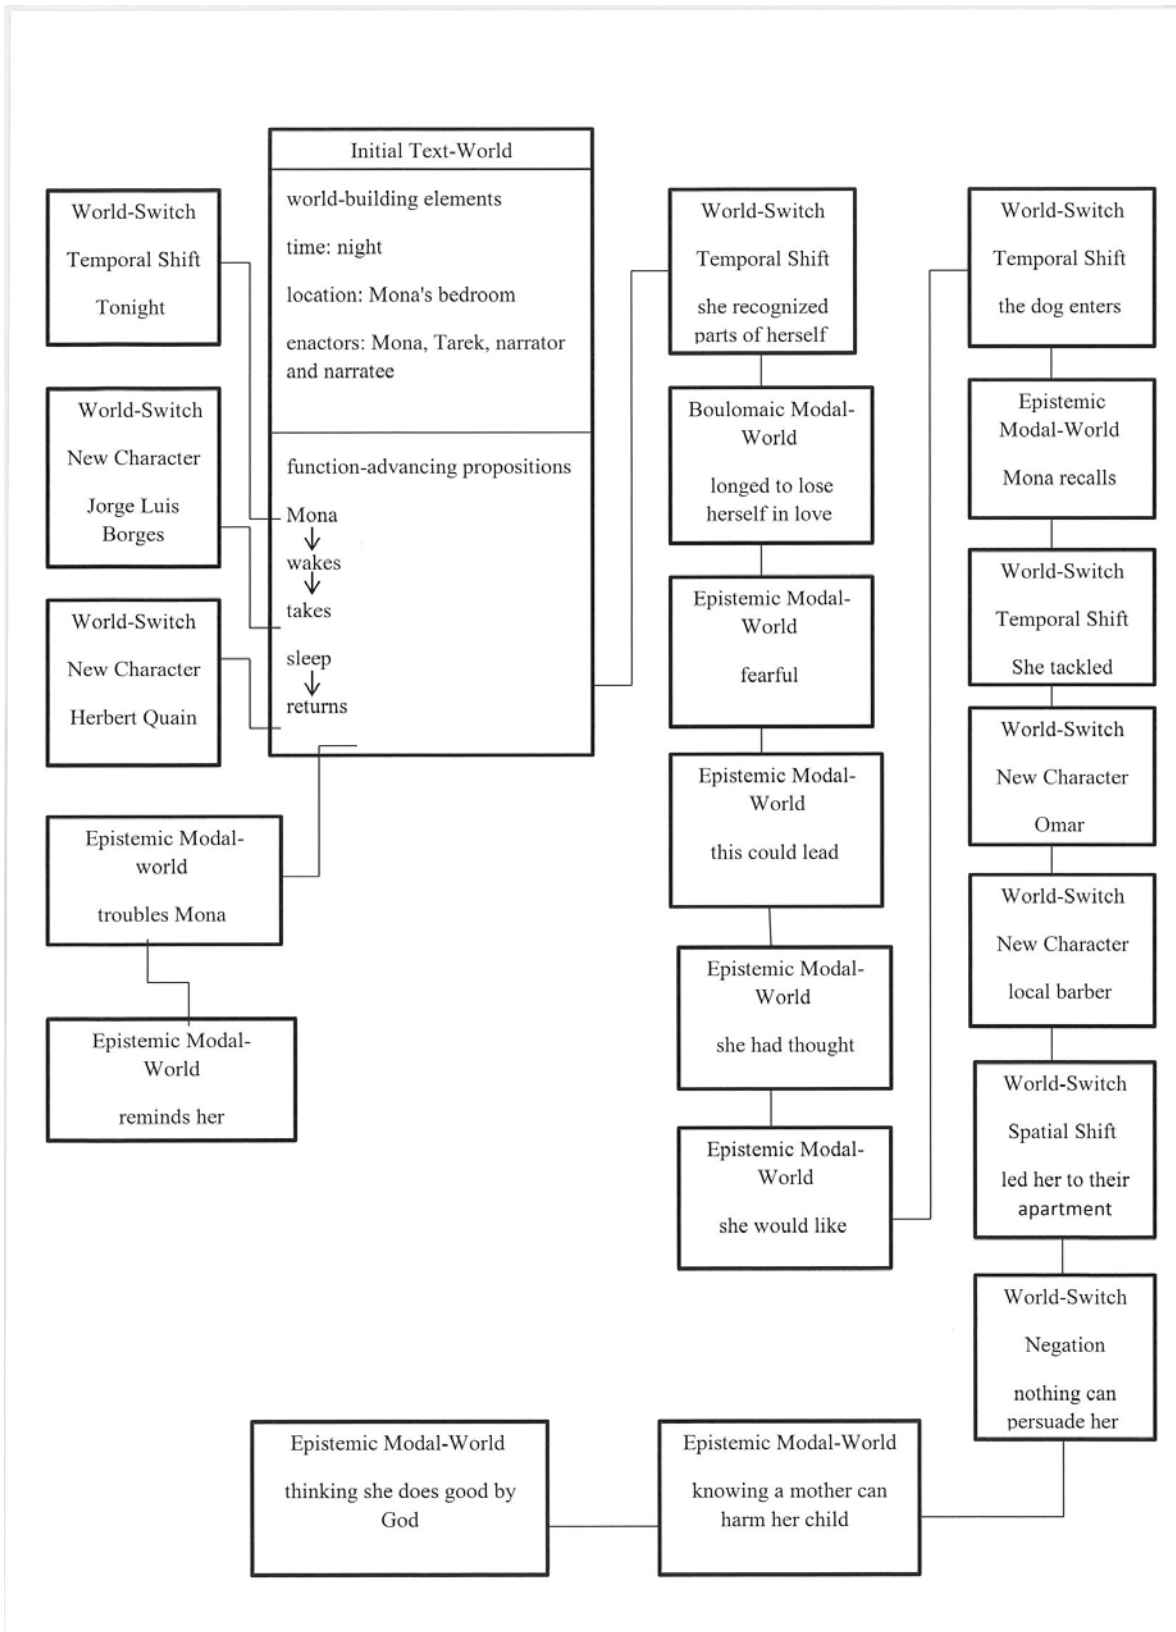 Initial Text-World
world-building elements
time: night
location: Mona's bedroom
enactors: Mona, Tarek, narrator
and narratee
function-advancing propositions
Mona
wakes
takes
sleep
returns
World-Switch
Temporal Shift
Tonight
World-Switch
New Character
Jorge Luis
Borges
World-Switch
New Character
Herbert Quain
Epistemic Modal-
world
troubles Mona
Epistemic Modal-
World
reminds her
World-Switch
Temporal Shift
she recognized
parts of herself
Boulomaic Modal-
World
longed to lose
herself in love
Epistemic Modal-
World
fearful
Epistemic Modal-
World
this could lead
Epistemic Modal-
World
she had thought
Epistemic Modal-
World
she would like
World-Switch
Temporal Shift
the dog enters
Epistemic
Modal-World
Mona recalls
World-Switch
Temporal Shift
She tackled
World-Switch
New Character
Omar
World-Switch
New Character
local barber
World-Switch
Spatial Shift
led her to their
apartment
World-Switch
Negation
nothing can
persuade her
Epistemic Modal-World
knowing a mother can
harm her child
Epistemic Modal-World
thinking she does good by
God